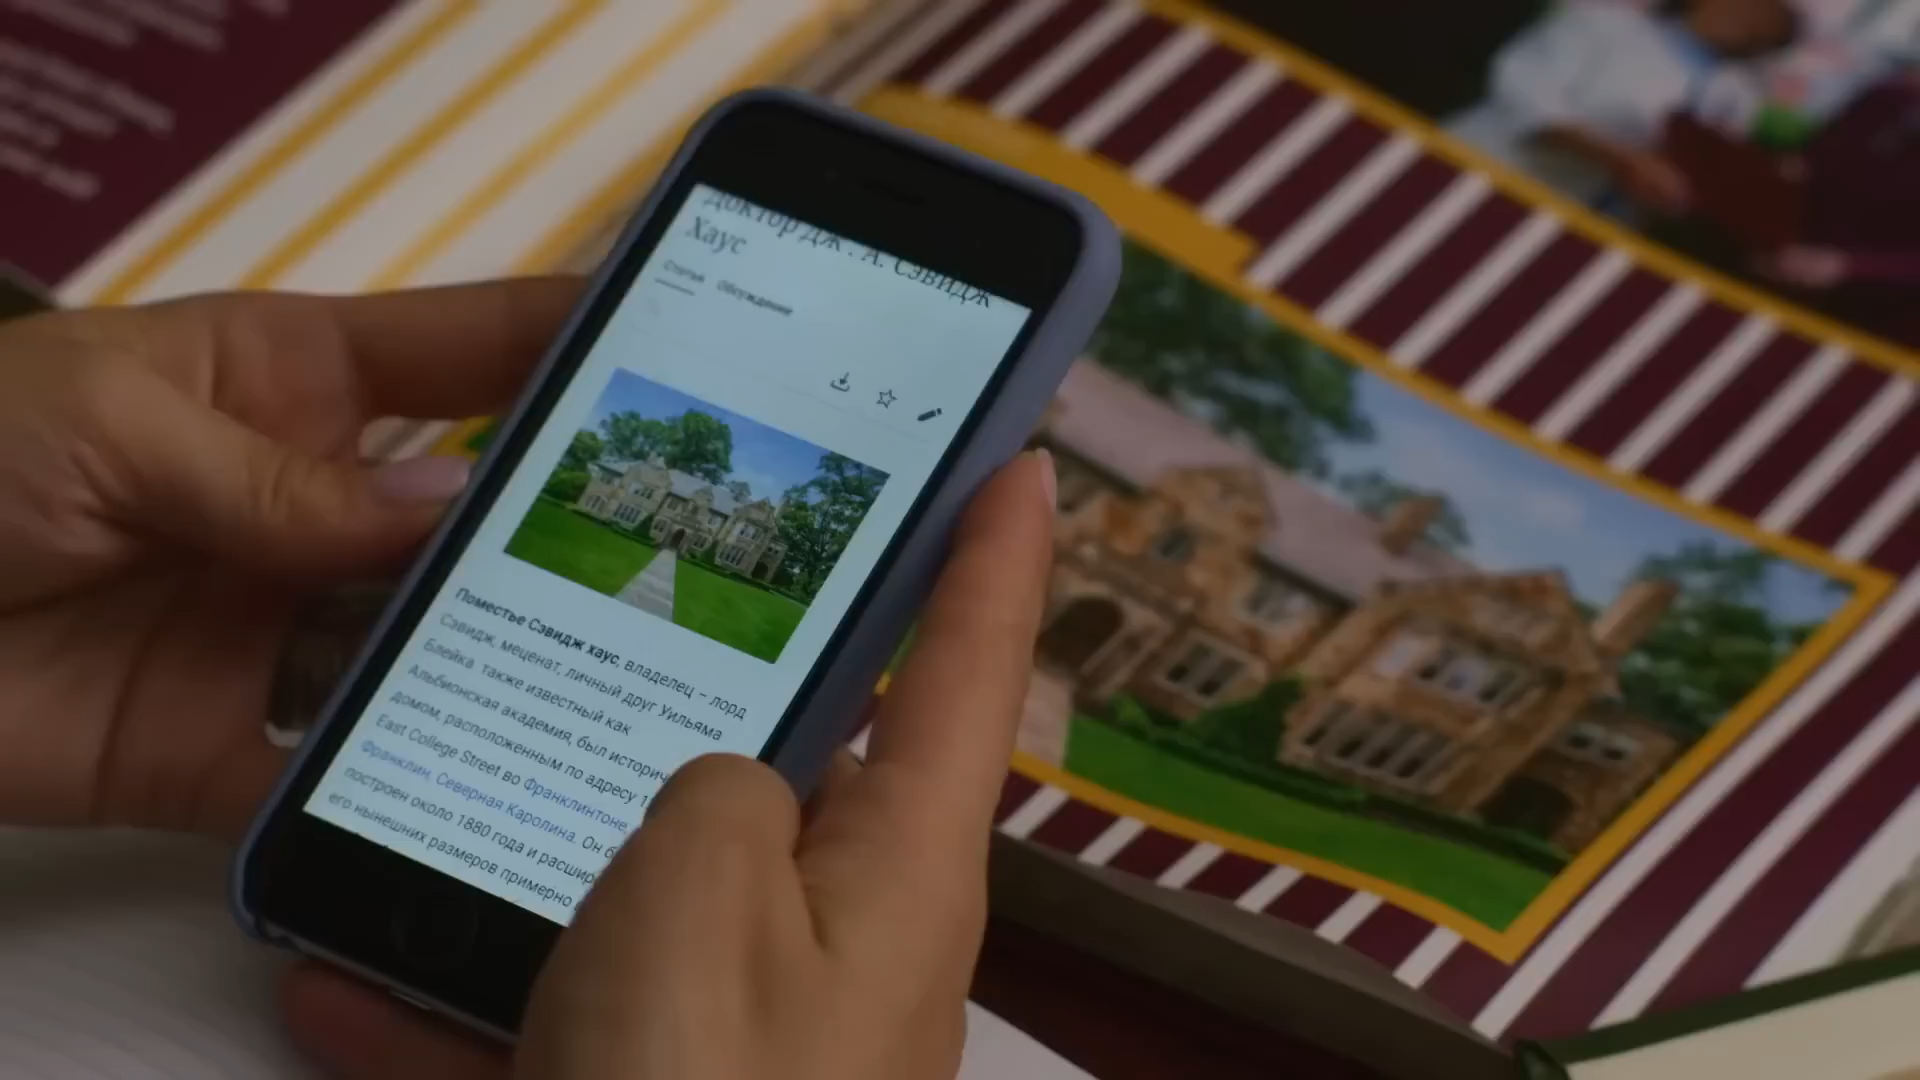 Доктор Дж. А. Сэвидж
Хаус
Статья Обсуждение
Поместье Сэвидж хаус, владелец – лорд
Сэвидж, меценат, личный друг Уильяма
Блейка также известный как
Альбионская академия, был историч
домом, расположенным по адресу 1
East College Street во Франклинтоне,
Франклин, Северная Каролина. Он б
построен около 1880 года и расшир
его нынешних размеров примерно